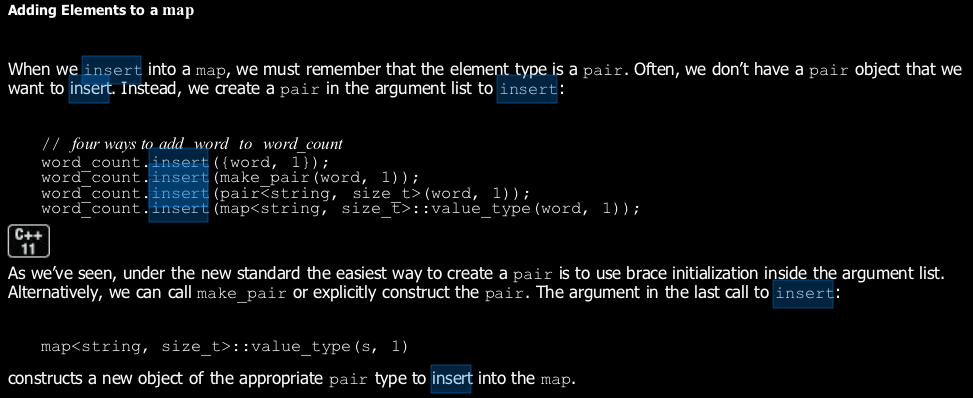 Adding Elements to a map
When we insert into a map, we must remember that the element type is a pair. Often, we don’t have a pair object that we
want to insert. Instead, we create a pair in the argument list to insert:
// four ways to add word to word_count
word_count.insert({word, 1});
word_count.insert(make_pair(word, 1));
word_count.insert(pair<string, size_t>(word, 1));
word_count.insert(map<string, size_t>::value_type(word, 1));
C++
11
As we’ve seen, under the new standard the easiest way to create a pair is to use brace initialization inside the argument list.
Alternatively, we can call make_pair or explicitly construct the pair. The argument in the last call to insert:
map<string, size_t>::value_type(s, 1)
constructs a new object of the appropriate pair type to insert into the map.